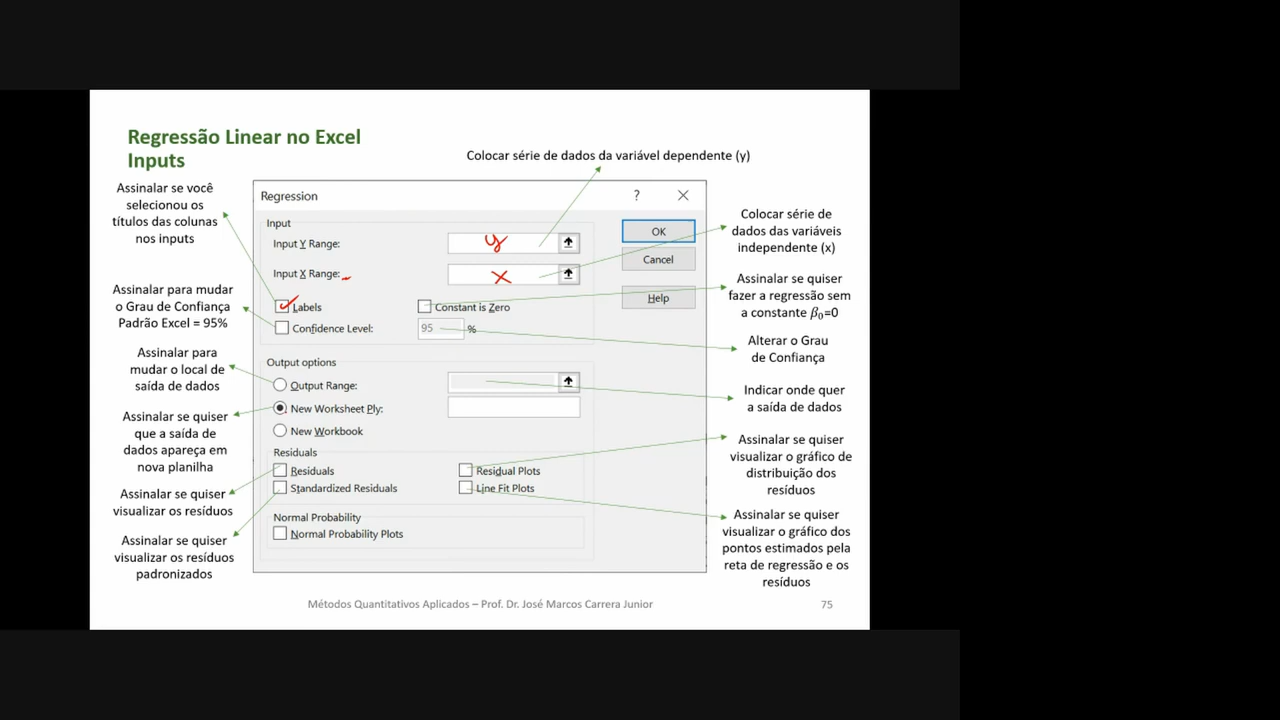 Regressão Linear no Excel
Inputs
Colocar série de dados da variável dependente (y)
Assinalar se você
selecionou os
títulos das colunas
nos inputs
Assinalar para mudar
o Grau de Confiança
Padrão Excel = 95%
Assinalar para
mudar o local de
saída de dados
Assinalar se quiser
que a saída de
dados apareça em
nova planilha
Assinalar se quiser
visualizar os resíduos
Assinalar se quiser
visualizar os resíduos
padronizados
Regression
? ×
Input
Input Y Range: y
Input X Range: x
Labels
Constant is Zero
Confidence Level: 95 %
OK
Cancel
Help
Output options
Output Range:
New Worksheet Ply:
New Workbook
Residuals
Residuals
Residual Plots
Standardized Residuals
Line Fit Plots
Normal Probability
Normal Probability Plots
Colocar série de
dados das variáveis
independente (x)
Assinalar se quiser
fazer a regressão sem
a constante β₀=0
Alterar o Grau
de Confiança
Indicar onde quer
a saída de dados
Assinalar se quiser
visualizar o gráfico de
distribuição dos
resíduos
Assinalar se quiser
visualizar o gráfico dos
pontos estimados pela
reta de regressão e os
resíduos
Métodos Quantitativos Aplicados – Prof. Dr. José Marcos Carrera Junior
75